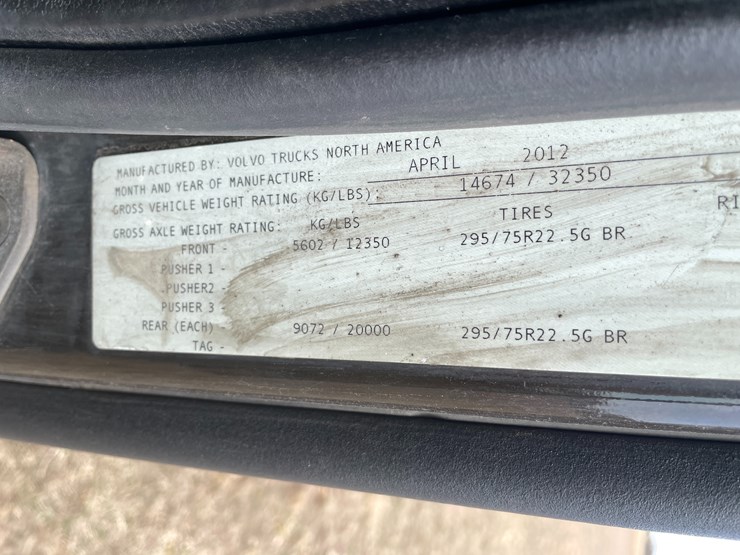 MANUFACTURED BY: VOLVO TRUCKS NORTH AMERICA
MONTH AND YEAR OF MANUFACTURE: APRIL 2012
GROSS VEHICLE WEIGHT RATING (KG/LBS): 14674 / 32350
GROSS AXLE WEIGHT RATING: KG/LBS TIRES RI
FRONT - 5602 / 12350 295/75R22.5G BR
PUSHER 1 -
PUSHER2 -
PUSHER 3 -
REAR (EACH) - 9072 / 20000 295/75R22.5G BR
TAG -